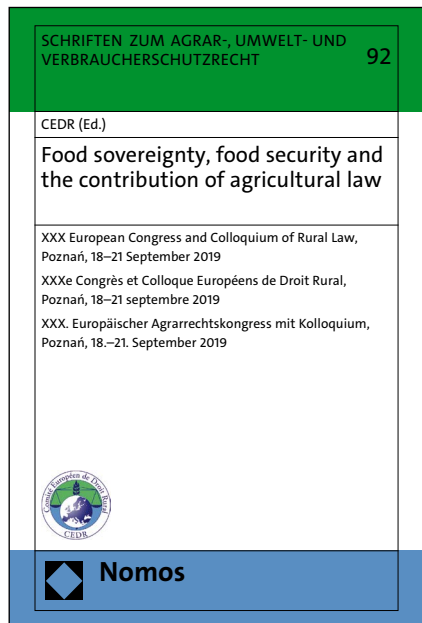 SCHRIFTEN ZUM AGRAR-, UMWELT- UND
VERBRAUCHERSCHUTZRECHT 92
CEDR (Ed.)
Food sovereignty, food security and
the contribution of agricultural law
XXX European Congress and Colloquium of Rural Law,
Poznań, 18–21 September 2019
XXXe Congrès et Colloque Européens de Droit Rural,
Poznań, 18–21 septembre 2019
XXX. Europäischer Agrarrechtskongress mit Kolloquium,
Poznań, 18.–21. September 2019
Comité Européen de Droit Rural
CEDR
Nomos